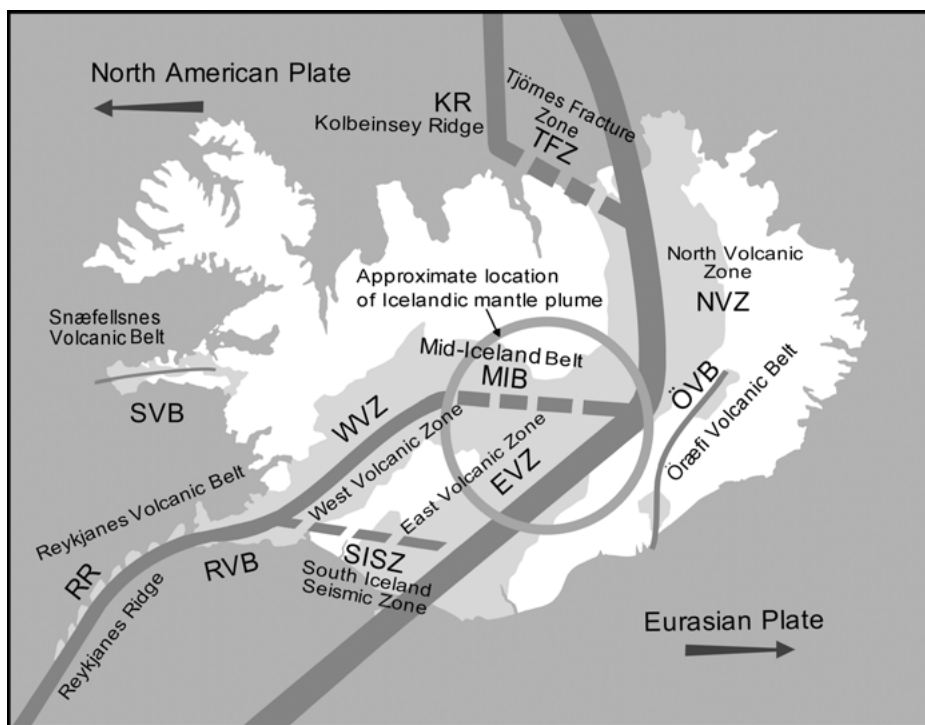 North American Plate
KR
Kolbeinsey Ridge
Tjörnes Fracture
Zone
TFZ
North Volcanic
Zone
NVZ
Approximate location
of Icelandic mantle plume
Snæfellsnes
Volcanic Belt
SVB
Mid-Iceland Belt
MIB
ÖVB
Öræfi Volcanic Belt
WVZ
West Volcanic Zone
East Volcanic Zone
EVZ
Reykjanes Volcanic Belt
RVB
RR
Reykjanes Ridge
SISZ
South Iceland
Seismic Zone
Eurasian Plate